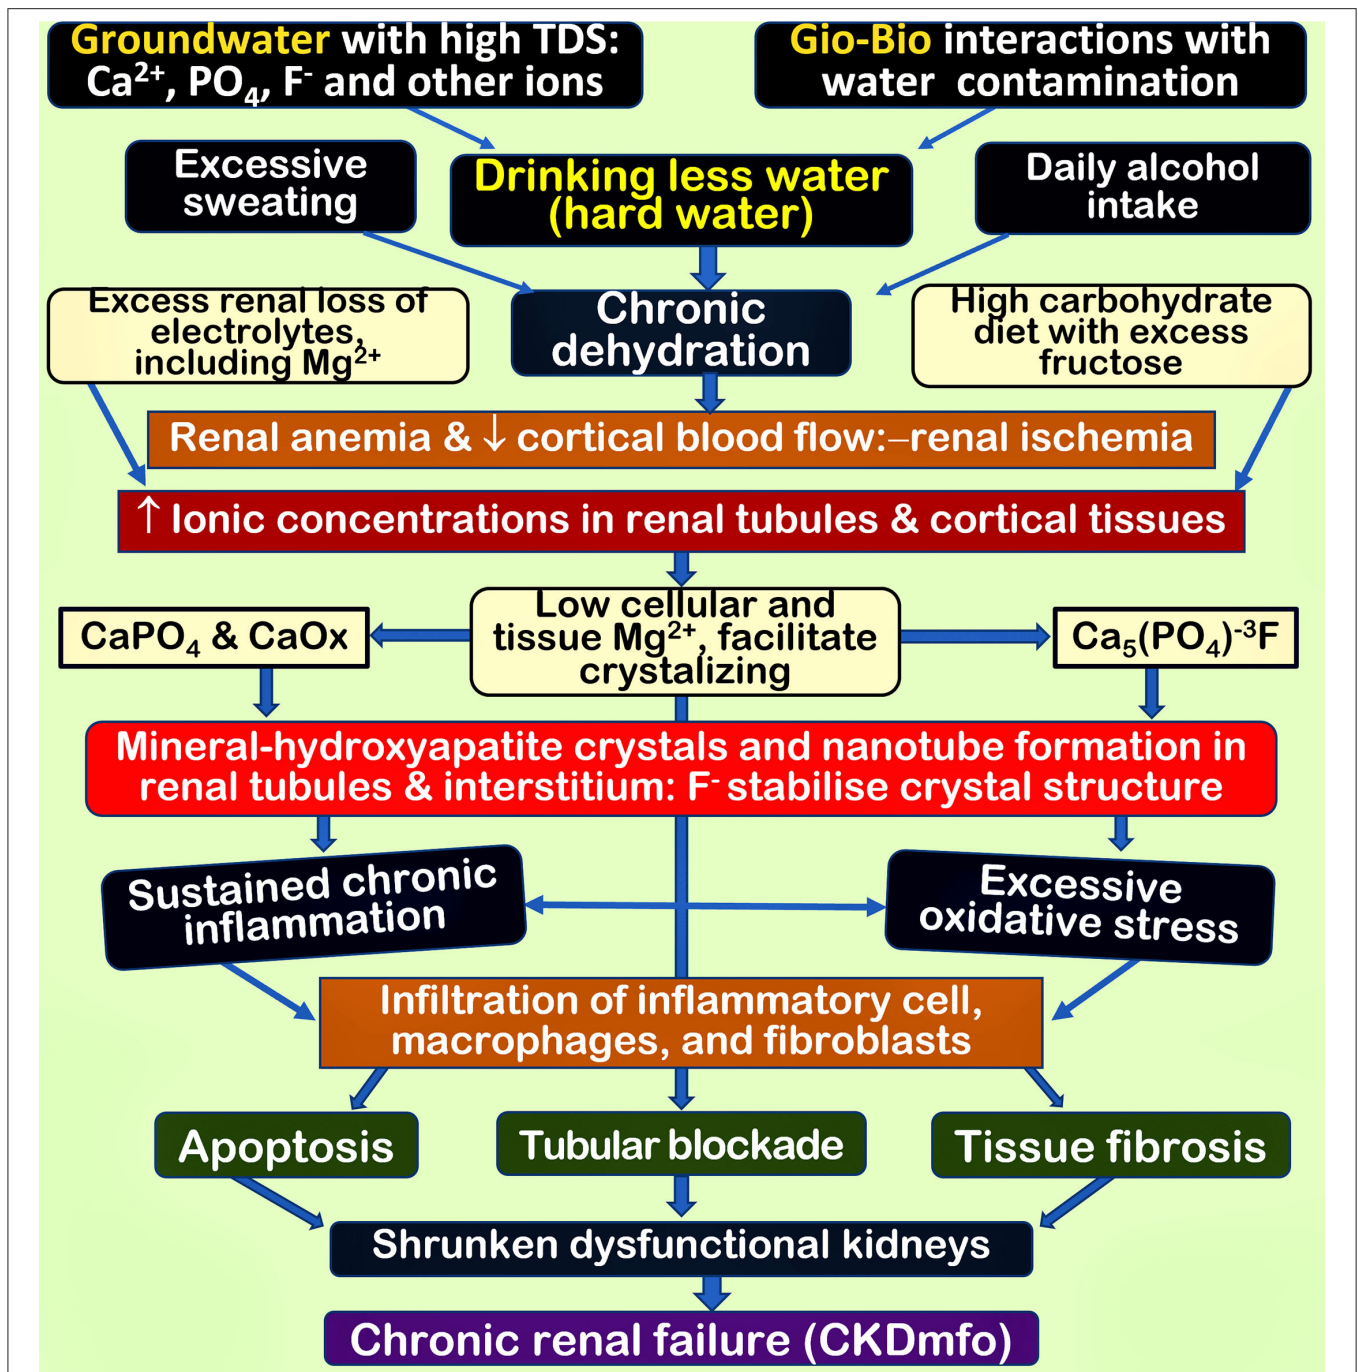 Groundwater with high TDS:
Ca²⁺, PO₄, F⁻ and other ions
Gio-Bio interactions with
water contamination
Excessive
sweating
Drinking less water
(hard water)
Daily alcohol
intake
Excess renal loss of
electrolytes,
including Mg²⁺
Chronic
dehydration
High carbohydrate
diet with excess
fructose
Renal anemia & ↓ cortical blood flow:–renal ischemia
↑ Ionic concentrations in renal tubules & cortical tissues
CaPO₄ & CaOx
Low cellular and
tissue Mg²⁺, facilitate
crystalizing
Ca₅(PO₄)⁻³F
Mineral-hydroxyapatite crystals and nanotube formation in
renal tubules & interstitium: F⁻ stabilise crystal structure
Sustained chronic
inflammation
Excessive
oxidative stress
Infiltration of inflammatory cell,
macrophages, and fibroblasts
Apoptosis
Tubular blockade
Tissue fibrosis
Shrunken dysfunctional kidneys
Chronic renal failure (CKDmfo)